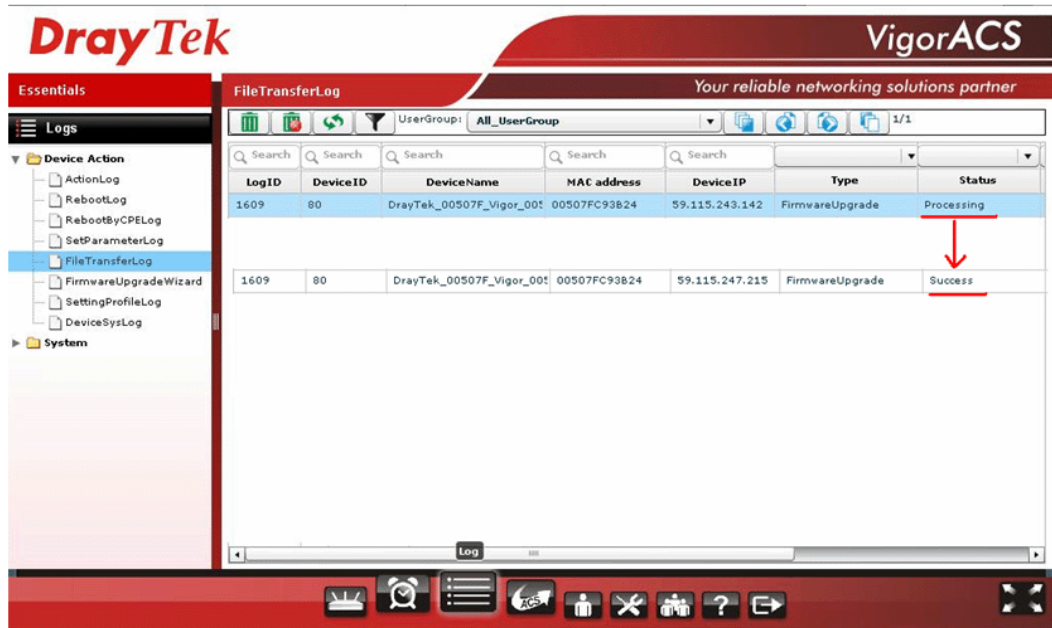 DrayTek
VigorACS
Essentials
FileTransferLog
Your reliable networking solutions partner
Logs
UserGroup: All_UserGroup 1/1
Device Action
ActionLog
RebootLog
RebootByCPELog
SetParameterLog
FileTransferLog
FirmwareUpgradeWizard
SettingProfileLog
DeviceSysLog
System
Search Search Search Search Search
LogID DeviceID DeviceName MAC address DeviceIP Type Status
1609 80 DrayTek_00507F_Vigor_005 00507FC93B24 59.115.243.142 FirmwareUpgrade Processing
1609 80 DrayTek_00507F_Vigor_005 00507FC93B24 59.115.247.215 FirmwareUpgrade Success
Log
ACS
?